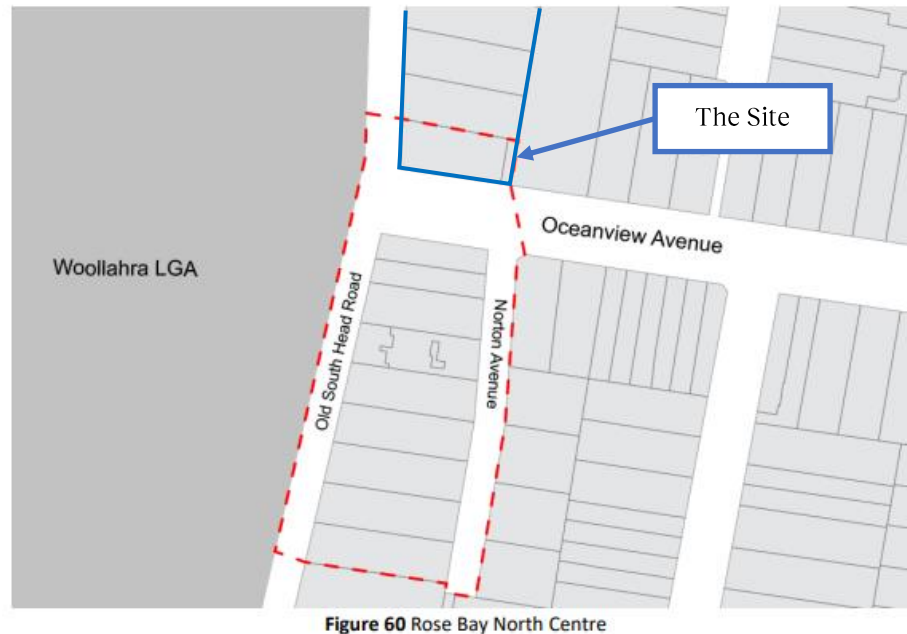 The Site
Oceanview Avenue
Woollahra LGA
Old South Head Road
Norton Avenue
Figure 60 Rose Bay North Centre